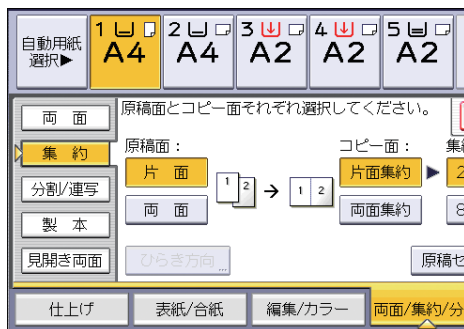 自動用紙
選択▶
1
A4
2
A4
3
A2
4
A2
5
A2
両 面
集 約
分割/連写
製 本
見開き両面
原稿面とコピー面それぞれ選択してください。
原稿面：
片 面
両 面
1 2 → 1 2
コピー面：
片面集約 ▶
両面集約
集
2
8
ひらき方向
原稿セ
仕上げ
表紙/合紙
編集/カラー
両面/集約/分